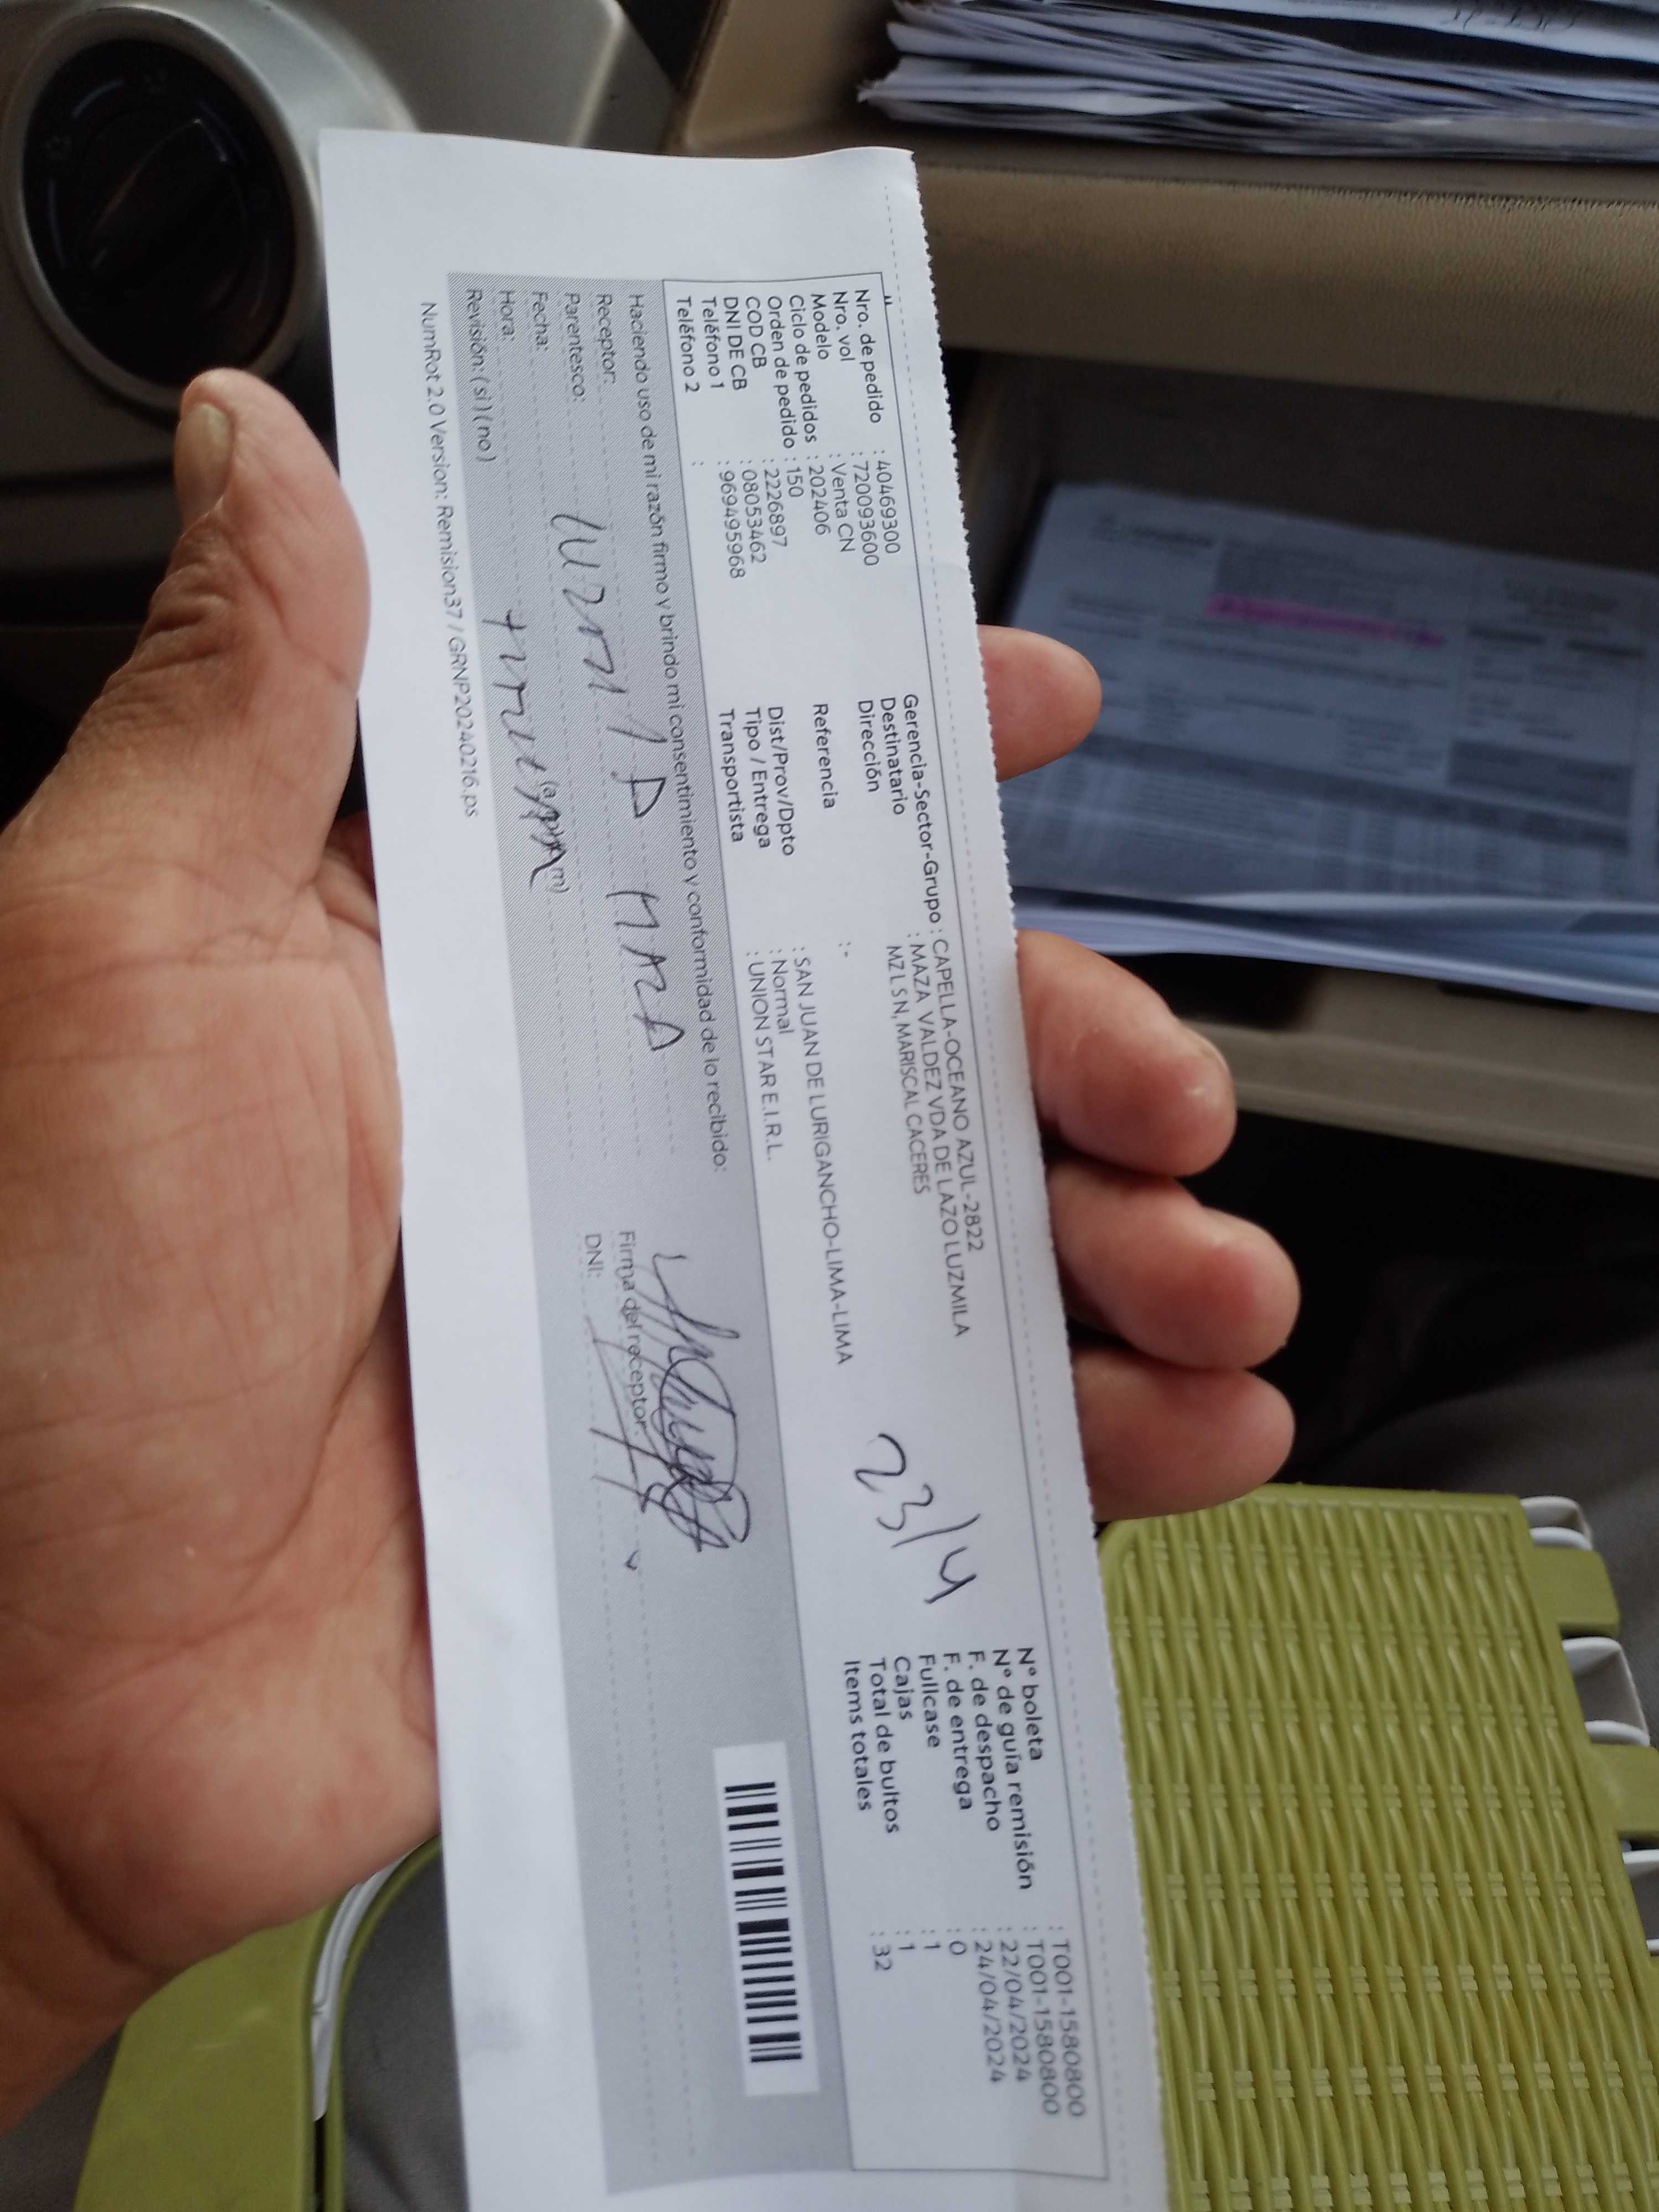 Nro. de pedido : 40469300
Nro. vol : 720093600
Modelo : Venta CN
Ciclo de pedidos : 202406
Orden de pedido : 150
COD CB : 2226897
DNI DE CB : 08053462
Teléfono 1 : 969495968
Teléfono 2 :
Gerencia-Sector-Grupo : CAPELLA-OCEANO AZUL-2822
Destinatario : MAZA VALDEZ VDA DE LAZO LUZMILA
Dirección MZ I S N, MARISCAL CACERES
Referencia :-
Dist/Prov/Dpto : SAN JUAN DE LURIGANCHO-LIMA-LIMA
Tipo / Entrega : Normal
Transportista : UNION STAR E.I.R.L.
23/4
N° boleta : T001-1580800
N° de guía remisión : T001-1580800
F. de despacho : 22/04/2024
F. de entrega : 24/04/2024
Fullcase : 0
Cajas : 1
Total de bultos : 1
Items totales : 32
Haciendo uso de mi razón firmo y brindo mi consentimiento y conformidad de lo recibido:
Receptor: MAZA
Parentesco:
Fecha:
Hora:
Revisión: (si) (no)
Firma del receptor:
DNI:
NumRot 2.0 Version: Remision37 / GRNP20240216.ps